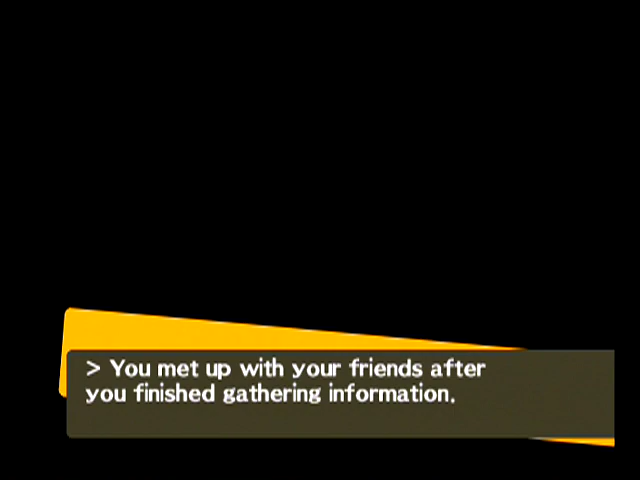 > You met up with your friends after
you finished gathering information.